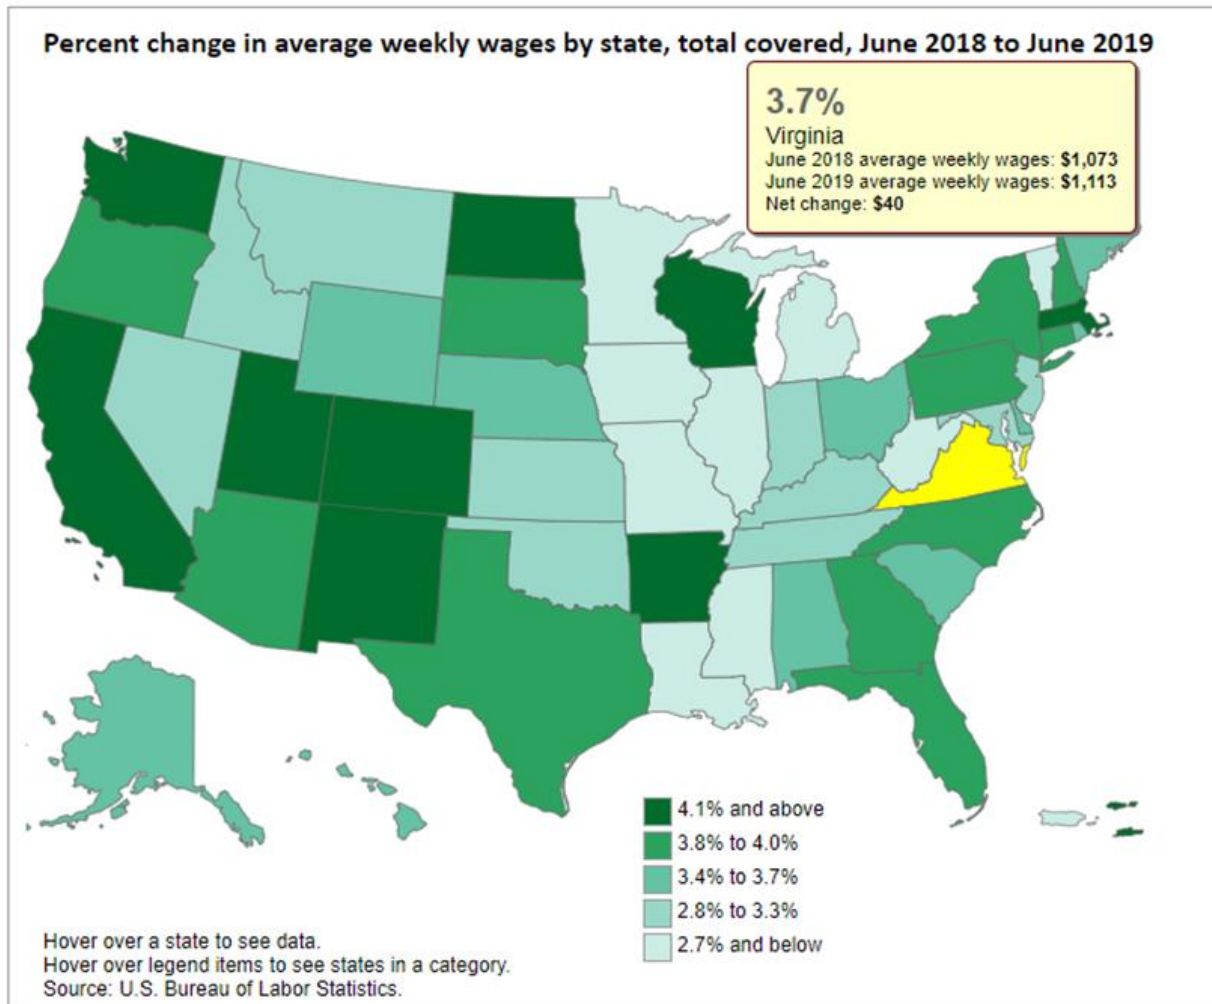 Percent change in average weekly wages by state, total covered, June 2018 to June 2019
3.7%
Virginia
June 2018 average weekly wages: $1,073
June 2019 average weekly wages: $1,113
Net change: $40
4.1% and above
3.8% to 4.0%
3.4% to 3.7%
2.8% to 3.3%
2.7% and below
Hover over a state to see data.
Hover over legend items to see states in a category.
Source: U.S. Bureau of Labor Statistics.